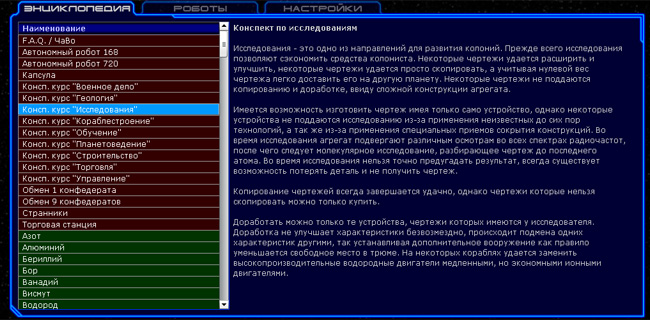 ЭНЦИКЛОПЕДИЯ
РОБОТЫ
НАСТРОЙКИ
Наименование
F.A.Q. / ЧаВо
Автономный робот 168
Автономный робот 720
Капсула
Консп. курс "Военное дело"
Консп. курс "Геология"
Консп. курс "Исследования"
Консп. курс "Кораблестроение"
Консп. курс "Обучение"
Консп. курс "Планетоведение"
Консп. курс "Строительство"
Консп. курс "Торговля"
Консп. курс "Управление"
Обмен 1 конфедерата
Обмен 9 конфедератов
Странники
Торговая станция
Азот
Алюминий
Бериллий
Бор
Ванадий
Висмут
Водород
Конспект по исследованиям
Исследования - это одно из направлений для развития колоний. Прежде всего исследования
позволяют сэкономить средства колониста. Некоторые чертежи удается расширить и
улучшить, некоторые чертежи удается просто скопировать, а учитывая нулевой вес
чертежа легко доставить его на другую планету. Некоторые чертежи не поддаются
копированию и доработке, ввиду сложной конструкции агрегата.
Имеется возможность изготовить чертеж имея только само устройство, однако некоторые
устройства не поддаются исследованию из-за применения неизвестных до сих пор
технологий, а так же из-за применения специальных приемов сокрытия конструкций. Во
время исследования агрегат подвергают различным осмотрам во всех спектрах радиочастот,
после чего следует молекулярное исследование, разбирающее чертеж до последнего
атома. Во время исследования нельзя точно предугадать результат, всегда существует
возможность потерять деталь и не получить чертеж.
Копирование чертежей всегда завершается удачно, однако чертежи которые нельзя
скопировать можно только купить.
Доработать можно только те устройства, чертежи которых имеются у исследователя.
Доработка не улучшает характеристики безвозмездно, происходит подмена одних
характеристик другими, так устанавливая дополнительное вооружение как правило
уменьшается свободное место в трюме. На некоторых кораблях удается заменить
высокопроизводительные водородные двигатели медленными, но экономными ионными
двигателями.